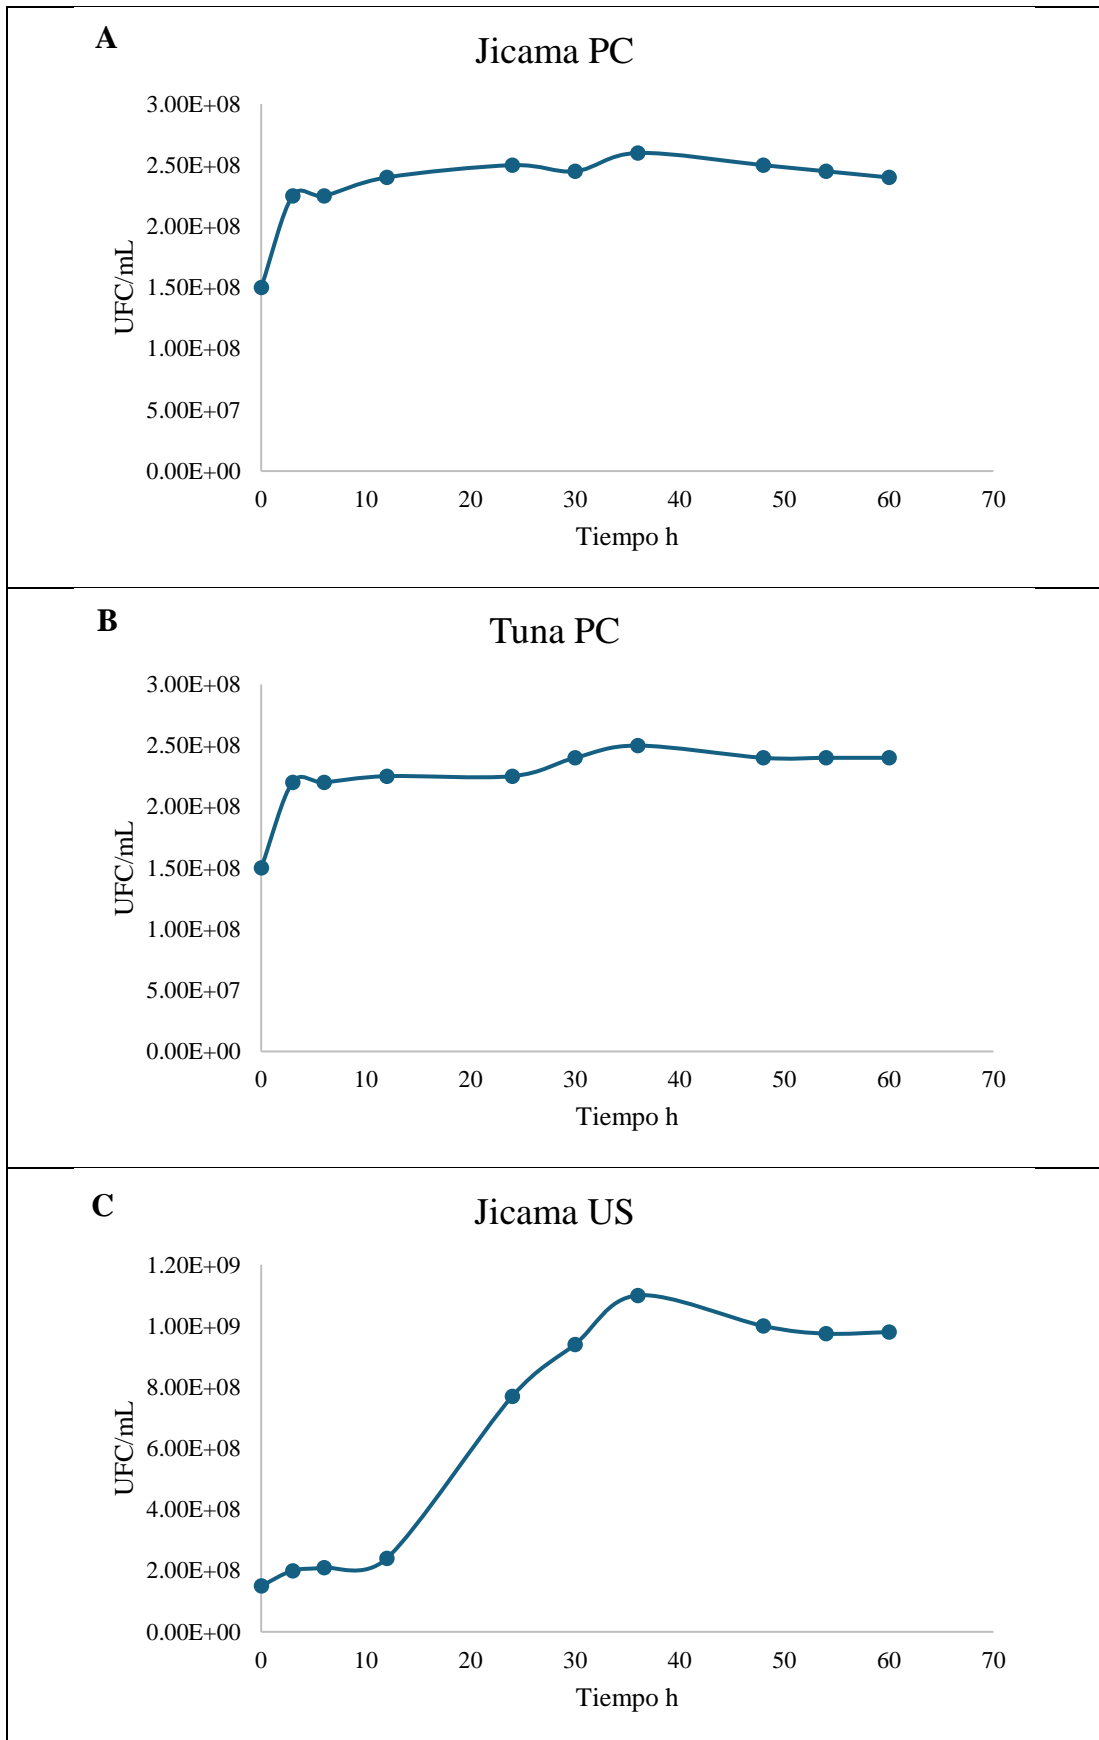 A
Jicama PC
3.00E+08
2.50E+08
2.00E+08
1.50E+08
1.00E+08
5.00E+07
0.00E+00
UFC/mL
0 10 20 30 40 50 60 70
Tiempo h
B
Tuna PC
3.00E+08
2.50E+08
2.00E+08
1.50E+08
1.00E+08
5.00E+07
0.00E+00
UFC/mL
0 10 20 30 40 50 60 70
Tiempo h
C
Jicama US
1.20E+09
1.00E+09
8.00E+08
6.00E+08
4.00E+08
2.00E+08
0.00E+00
UFC/mL
0 10 20 30 40 50 60 70
Tiempo h